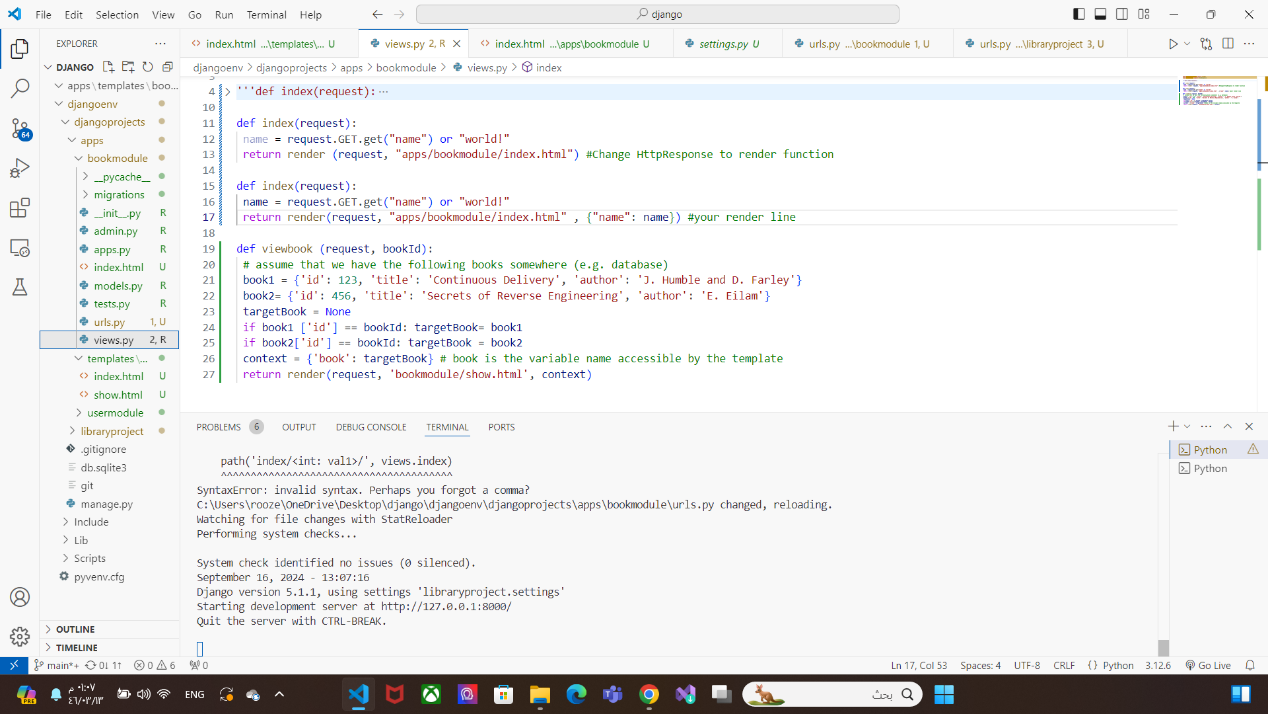 File Edit Selection View Go Run Terminal Help
django
EXPLORER
index.html ...\templates\... U
views.py 2, R
index.html ...\apps\bookmodule U
settings.py U
urls.py ...\bookmodule 1, U
urls.py ...\libraryproject 3, U
djangoenv > djangoprojects > apps > bookmodule > views.py > index
DJANGO
apps\templates\boo...
djangoenv
djangoprojects
apps
bookmodule
__pycache__
migrations
__init__.py R
admin.py R
apps.py R
index.html U
models.py R
tests.py R
urls.py 1, U
views.py 2, R
templates\...
index.html U
show.html U
usermodule
libraryproject
.gitignore
db.sqlite3
git
manage.py
Include
Lib
Scripts
pyvenv.cfg
OUTLINE
TIMELINE
64
4 '''def index(request):...
10
11 def index(request):
12 name = request.GET.get("name") or "world!"
13 return render (request, "apps/bookmodule/index.html") #Change HttpResponse to render function
14
15 def index(request):
16 name = request.GET.get("name") or "world!"
17 return render(request, "apps/bookmodule/index.html" , {"name": name}) #your render line
18
19 def viewbook (request, bookId):
20 # assume that we have the following books somewhere (e.g. database)
21 book1 = {'id': 123, 'title': 'Continuous Delivery', 'author': 'J. Humble and D. Farley'}
22 book2= {'id': 456, 'title': 'Secrets of Reverse Engineering', 'author': 'E. Eilam'}
23 targetBook = None
24 if book1 ['id'] == bookId: targetBook= book1
25 if book2['id'] == bookId: targetBook = book2
26 context = {'book': targetBook} # book is the variable name accessible by the template
27 return render(request, 'bookmodule/show.html', context)
PROBLEMS 6 OUTPUT DEBUG CONSOLE TERMINAL PORTS
path('index/<int: val1>/', views.index)
^^^^^^^^^^^^^^^^^^^^^^^^^^^^^^^^^^^
SyntaxError: invalid syntax. Perhaps you forgot a comma?
C:\Users\rooze\OneDrive\Desktop\django\djangoenv\djangoprojects\apps\bookmodule\urls.py changed, reloading.
Watching for file changes with StatReloader
Performing system checks...
System check identified no issues (0 silenced).
September 16, 2024 - 13:07:16
Django version 5.1.1, using settings 'libraryproject.settings'
Starting development server at http://127.0.0.1:8000/
Quit the server with CTRL-BREAK.
Python
Python
main*+ 0↓ 1↑ 0 6 0
Ln 17, Col 53 Spaces: 4 UTF-8 CRLF {} Python 3.12.6 Go Live
PRE
٠١:٠٧ م
ENG
بحث